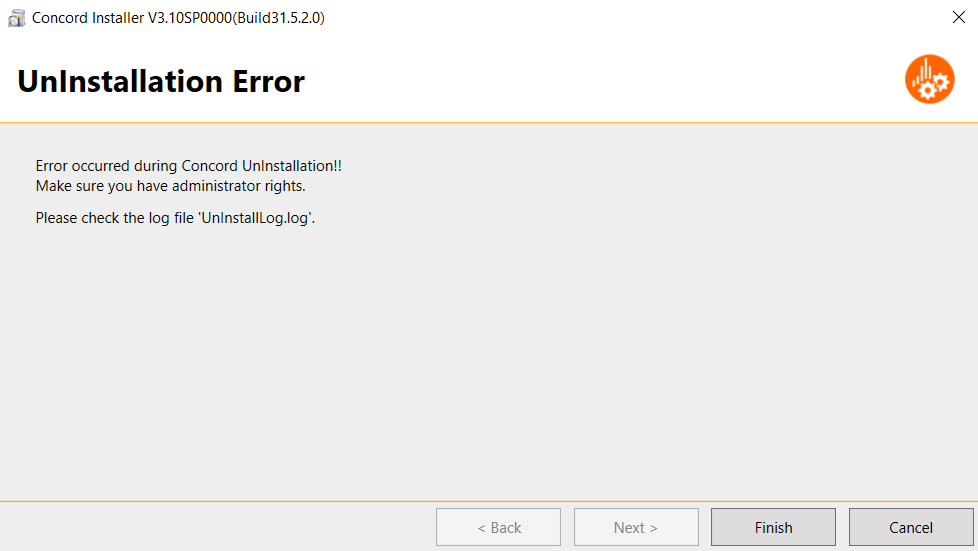 Concord Installer V3.10SP0000(Build31.5.2.0)
UnInstallation Error
Error occurred during Concord UnInstallation!!
Make sure you have administrator rights.
Please check the log file 'UnInstallLog.log'.
< Back
Next >
Finish
Cancel